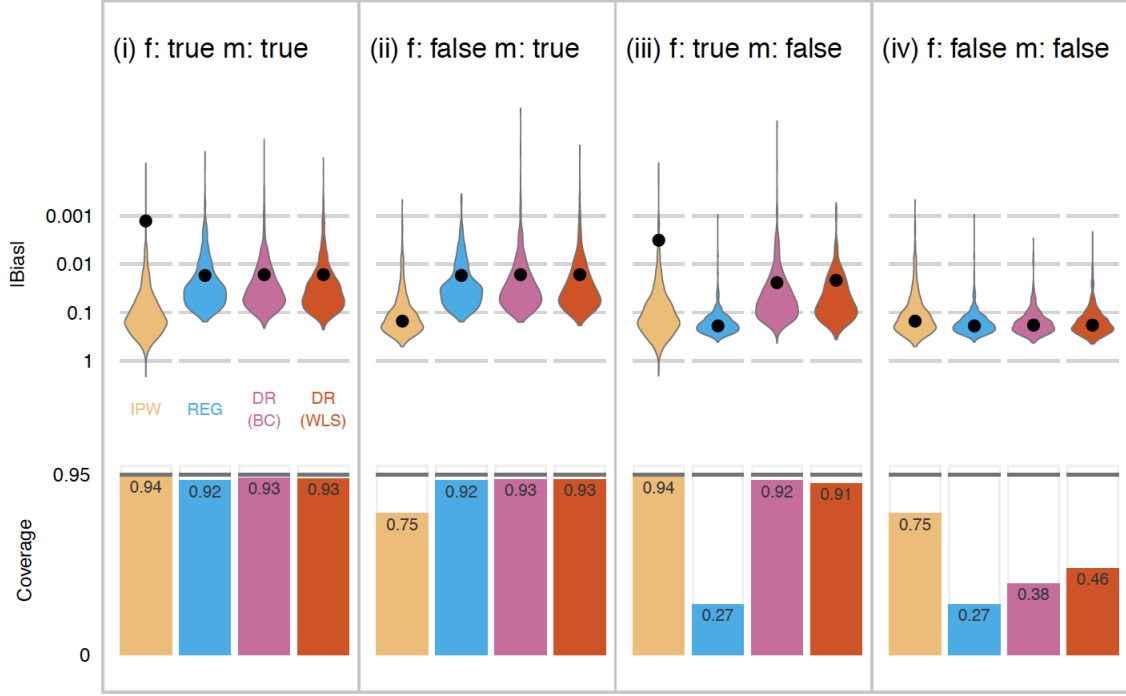 (i) f: true m: true
(ii) f: false m: true
(iii) f: true m: false
(iv) f: false m: false
|Bias|
0.001
0.01
0.1
1
IPW
REG
DR
(BC)
DR
(WLS)
Coverage
0.95
0
0.94
0.92
0.93
0.93
0.75
0.92
0.93
0.93
0.94
0.27
0.92
0.91
0.75
0.27
0.38
0.46